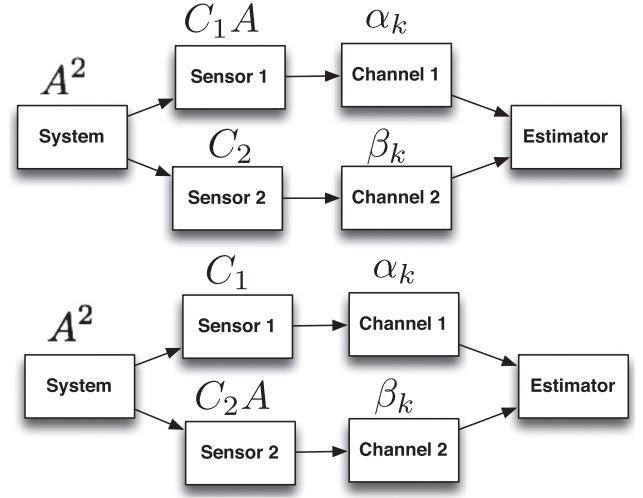 C₁A α_k
A² Sensor 1 Channel 1
System Estimator
C₂ β_k
Sensor 2 Channel 2
C₁ α_k
A² Sensor 1 Channel 1
System Estimator
C₂A β_k
Sensor 2 Channel 2